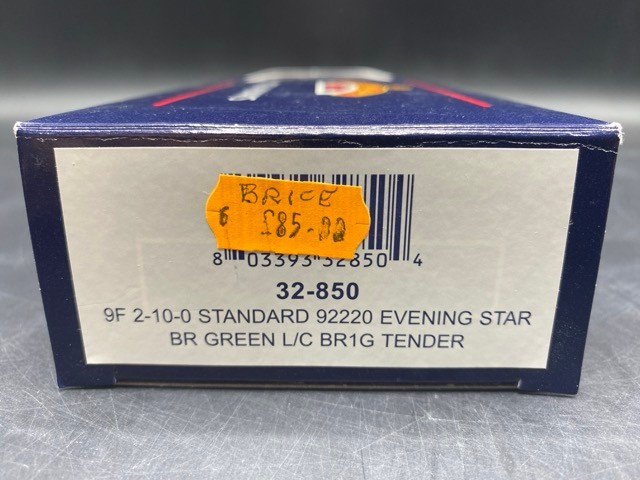 BRICE
6 £85-00
8 03393 32850 4
32-850
9F 2-10-0 STANDARD 92220 EVENING STAR
BR GREEN L/C BR1G TENDER